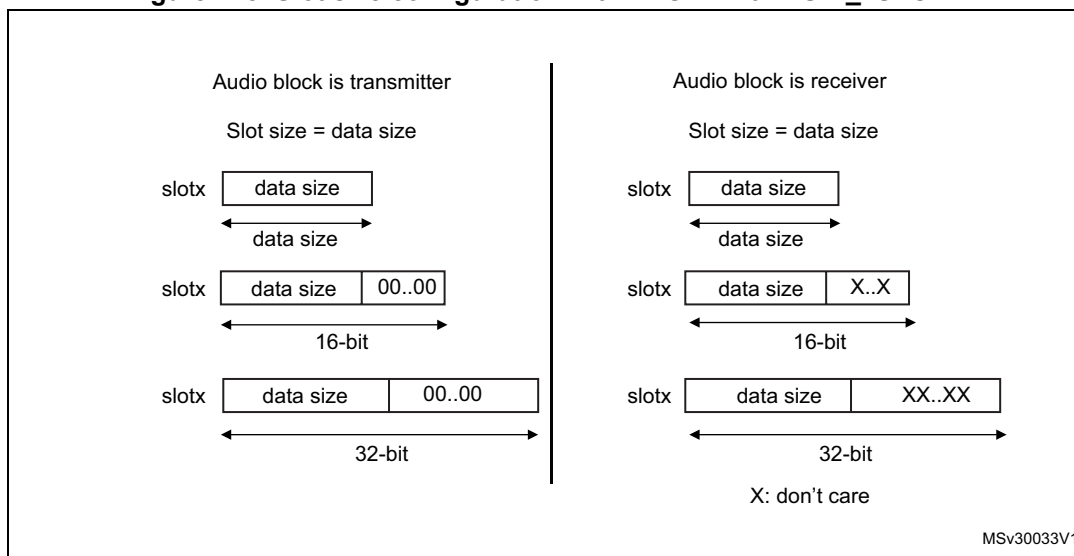 Audio block is transmitter
Slot size = data size
slotx data size
data size
slotx data size 00..00
16-bit
slotx data size 00..00
32-bit
Audio block is receiver
Slot size = data size
slotx data size
data size
slotx data size X..X
16-bit
slotx data size XX..XX
32-bit
X: don't care
MSv30033V1